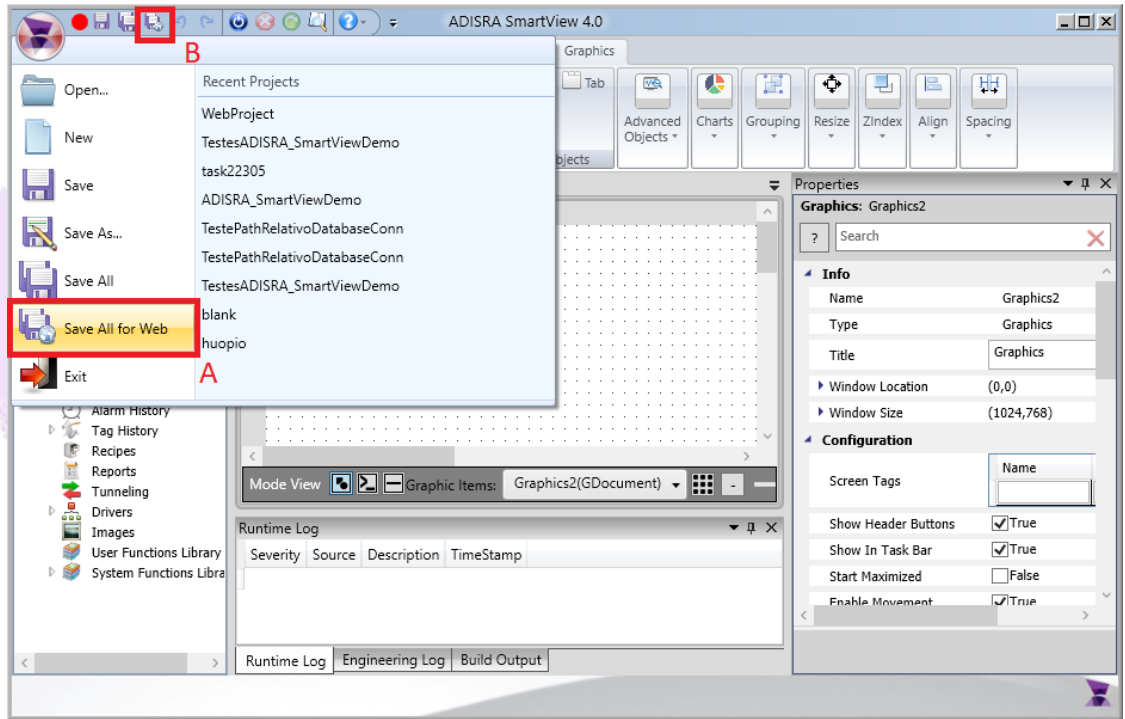 ADISRA SmartView 4.0
B
Graphics
Open...
New
Save
Save As...
Save All
Save All for Web
Exit
Recent Projects
WebProject
TestesADISRA_SmartViewDemo
task22305
ADISRA_SmartViewDemo
TestePathRelativoDatabaseConn
TestePathRelativoDatabaseConn
TestesADISRA_SmartViewDemo
blank
huopio
A
Tab
bjects
Advanced
Objects
Charts
Grouping
Resize
ZIndex
Align
Spacing
Alarm History
Tag History
Recipes
Reports
Tunneling
Drivers
Images
User Functions Library
System Functions Libra
Mode View
Graphic Items:
Graphics2(GDocument)
-
Runtime Log
Severity Source Description TimeStamp
Runtime Log Engineering Log Build Output
Properties
Graphics: Graphics2
? Search
Info
Name Graphics2
Type Graphics
Title Graphics
Window Location (0,0)
Window Size (1024,768)
Configuration
Screen Tags Name
Show Header Buttons True
Show In Task Bar True
Start Maximized False
Enable Movement True